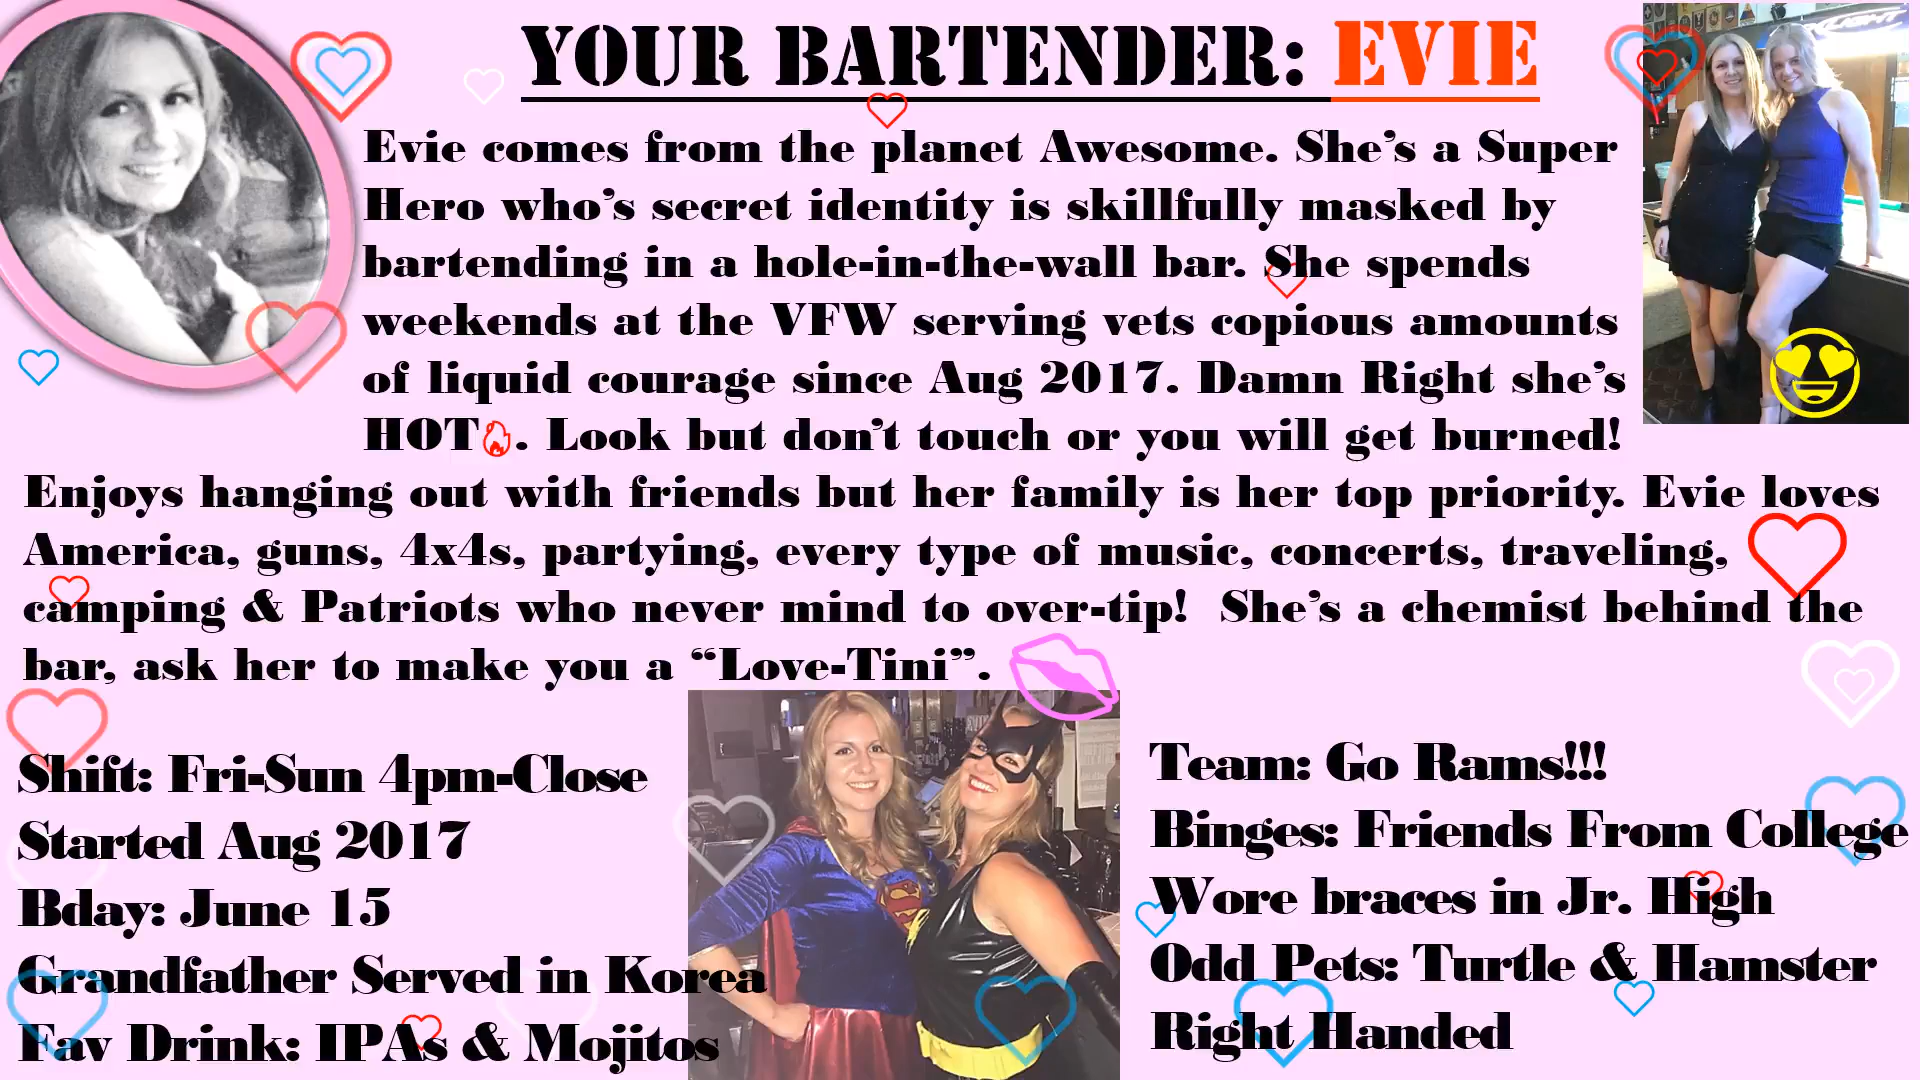 YOUR BARTENDER: EVIE
Evie comes from the planet Awesome. She’s a Super
Hero who’s secret identity is skillfully masked by
bartending in a hole-in-the-wall bar. She spends
weekends at the VFW serving vets copious amounts
of liquid courage since Aug 2017. Damn Right she’s
HOT. Look but don’t touch or you will get burned!
Enjoys hanging out with friends but her family is her top priority. Evie loves
America, guns, 4x4s, partying, every type of music, concerts, traveling,
camping & Patriots who never mind to over-tip! She’s a chemist behind the
bar, ask her to make you a “Love-Tini”.
Shift: Fri-Sun 4pm-Close
Started Aug 2017
Bday: June 15
Grandfather Served in Korea
Fav Drink: IPAs & Mojitos
Team: Go Rams!!!
Binges: Friends From College
Wore braces in Jr. High
Odd Pets: Turtle & Hamster
Right Handed